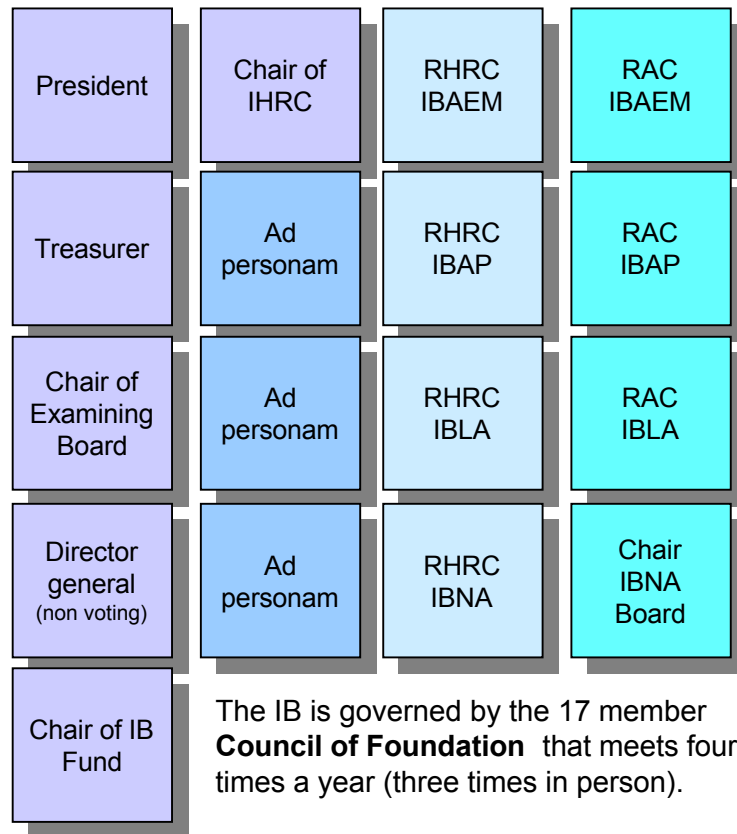 President
Chair of
IHRC
RHRC
IBAEM
RAC
IBAEM
Treasurer
Ad
personam
RHRC
IBAP
RAC
IBAP
Chair of
Examining
Board
Ad
personam
RHRC
IBLA
RAC
IBLA
Director
general
(non voting)
Ad
personam
RHRC
IBNA
Chair
IBNA
Board
Chair of IB
Fund
The IB is governed by the 17 member
Council of Foundation that meets four
times a year (three times in person).